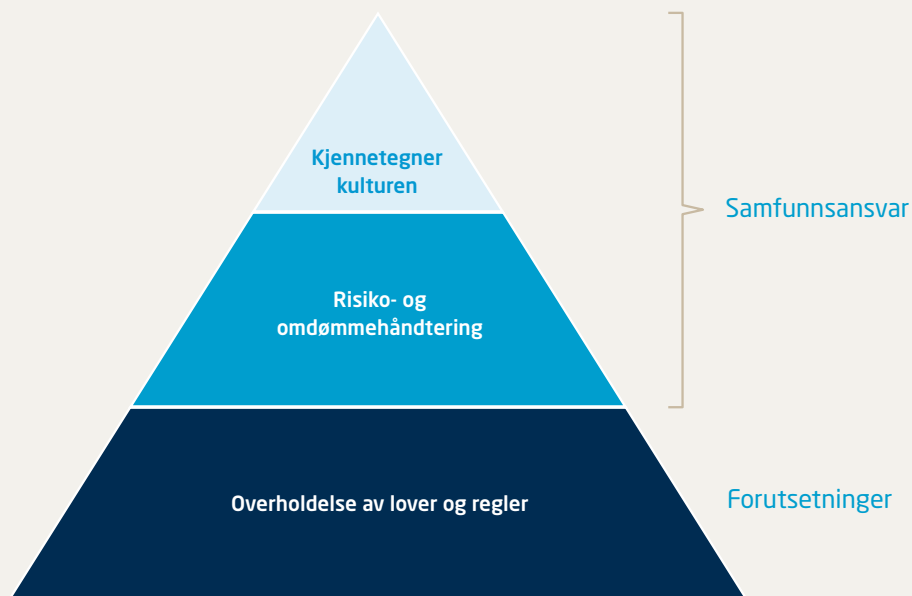 Kjennetegner
kulturen
Samfunnsansvar
Risiko- og
omdømmehåndtering
Overholdelse av lover og regler
Forutsetninger